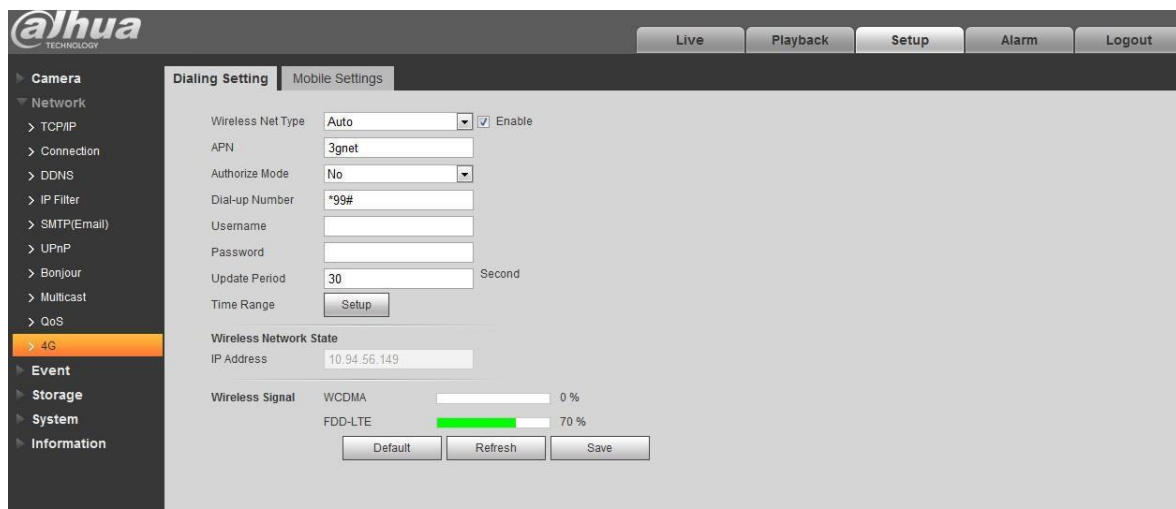 alhua
TECHNOLOGY
Live Playback Setup Alarm Logout
Camera
Network
TCP/IP
Connection
DDNS
IP Filter
SMTP(Email)
UPnP
Bonjour
Multicast
QoS
4G
Event
Storage
System
Information
Dialing Setting Mobile Settings
Wireless Net Type Auto Enable
APN 3gnet
Authorize Mode No
Dial-up Number *99#
Username
Password
Update Period 30 Second
Time Range Setup
Wireless Network State
IP Address 10.94.56.149
Wireless Signal WCDMA 0 %
FDD-LTE 70 %
Default Refresh Save